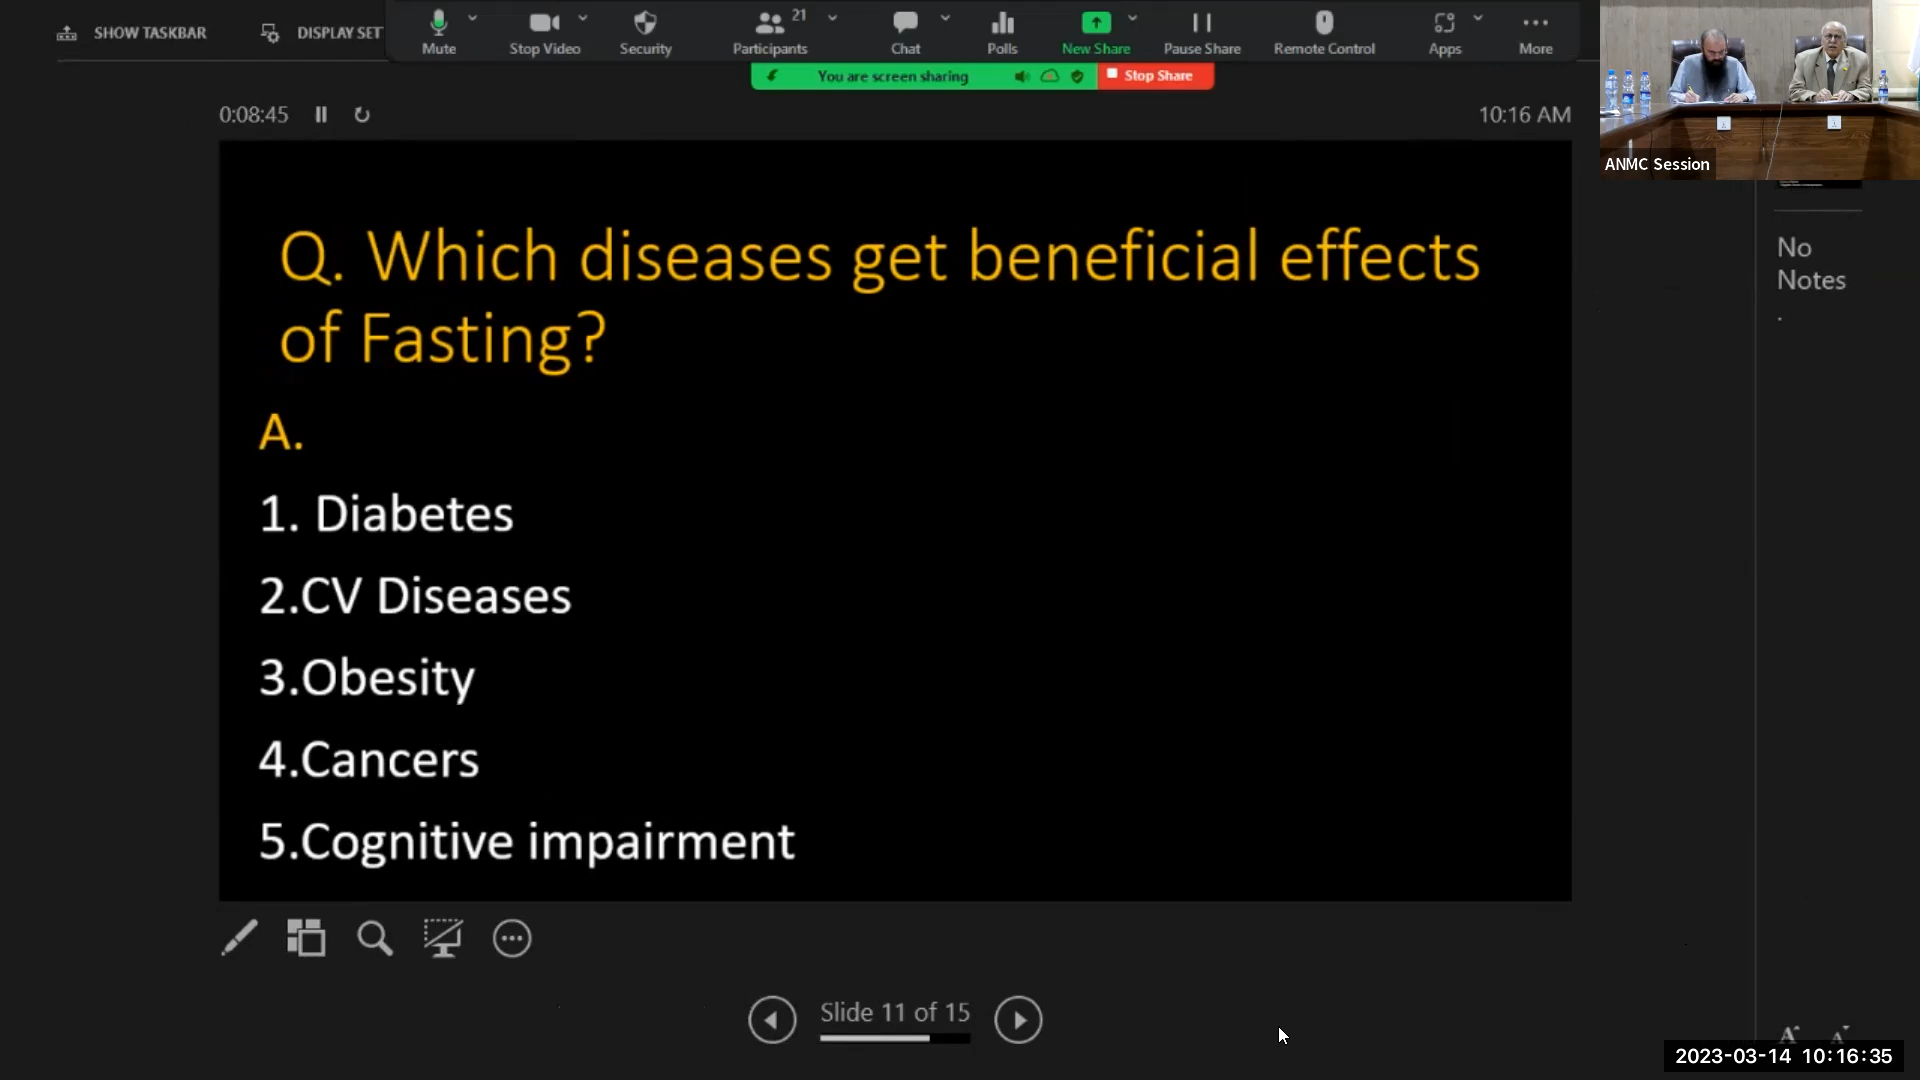 SHOW TASKBAR
DISPLAY SET
Mute
Stop Video
Security
Participants
21
Chat
Polls
New Share
Pause Share
Remote Control
Apps
More
You are screen sharing
Stop Share
ANMC Session
0:08:45
10:16 AM
Q. Which diseases get beneficial effects
of Fasting?
A.
1. Diabetes
2.CV Diseases
3.Obesity
4.Cancers
5.Cognitive impairment
No
Notes
.
Slide 11 of 15
A A
2023-03-14 10:16:35